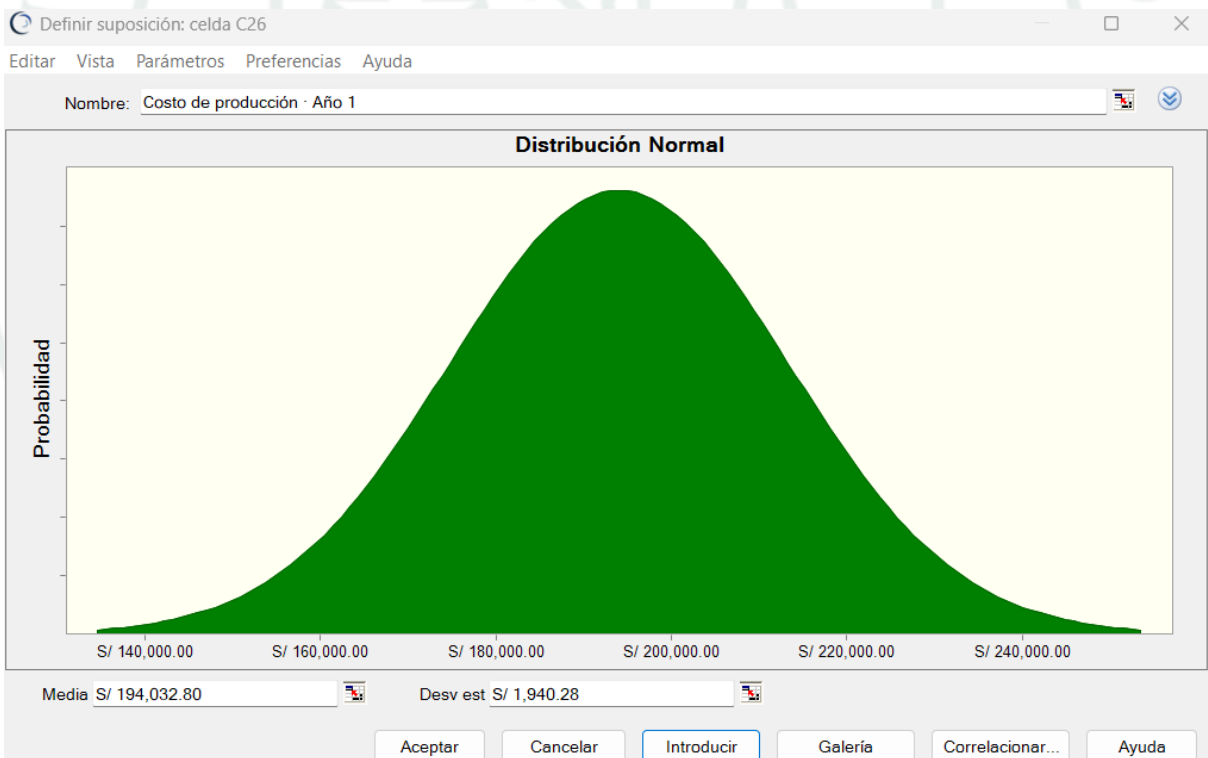 Definir suposición: celda C26
Editar Vista Parámetros Preferencias Ayuda
Nombre: Costo de producción · Año 1
Distribución Normal
Probabilidad
S/ 140,000.00 S/ 160,000.00 S/ 180,000.00 S/ 200,000.00 S/ 220,000.00 S/ 240,000.00
Media S/ 194,032.80 Desv est S/ 1,940.28
Aceptar Cancelar Introducir Galería Correlacionar... Ayuda